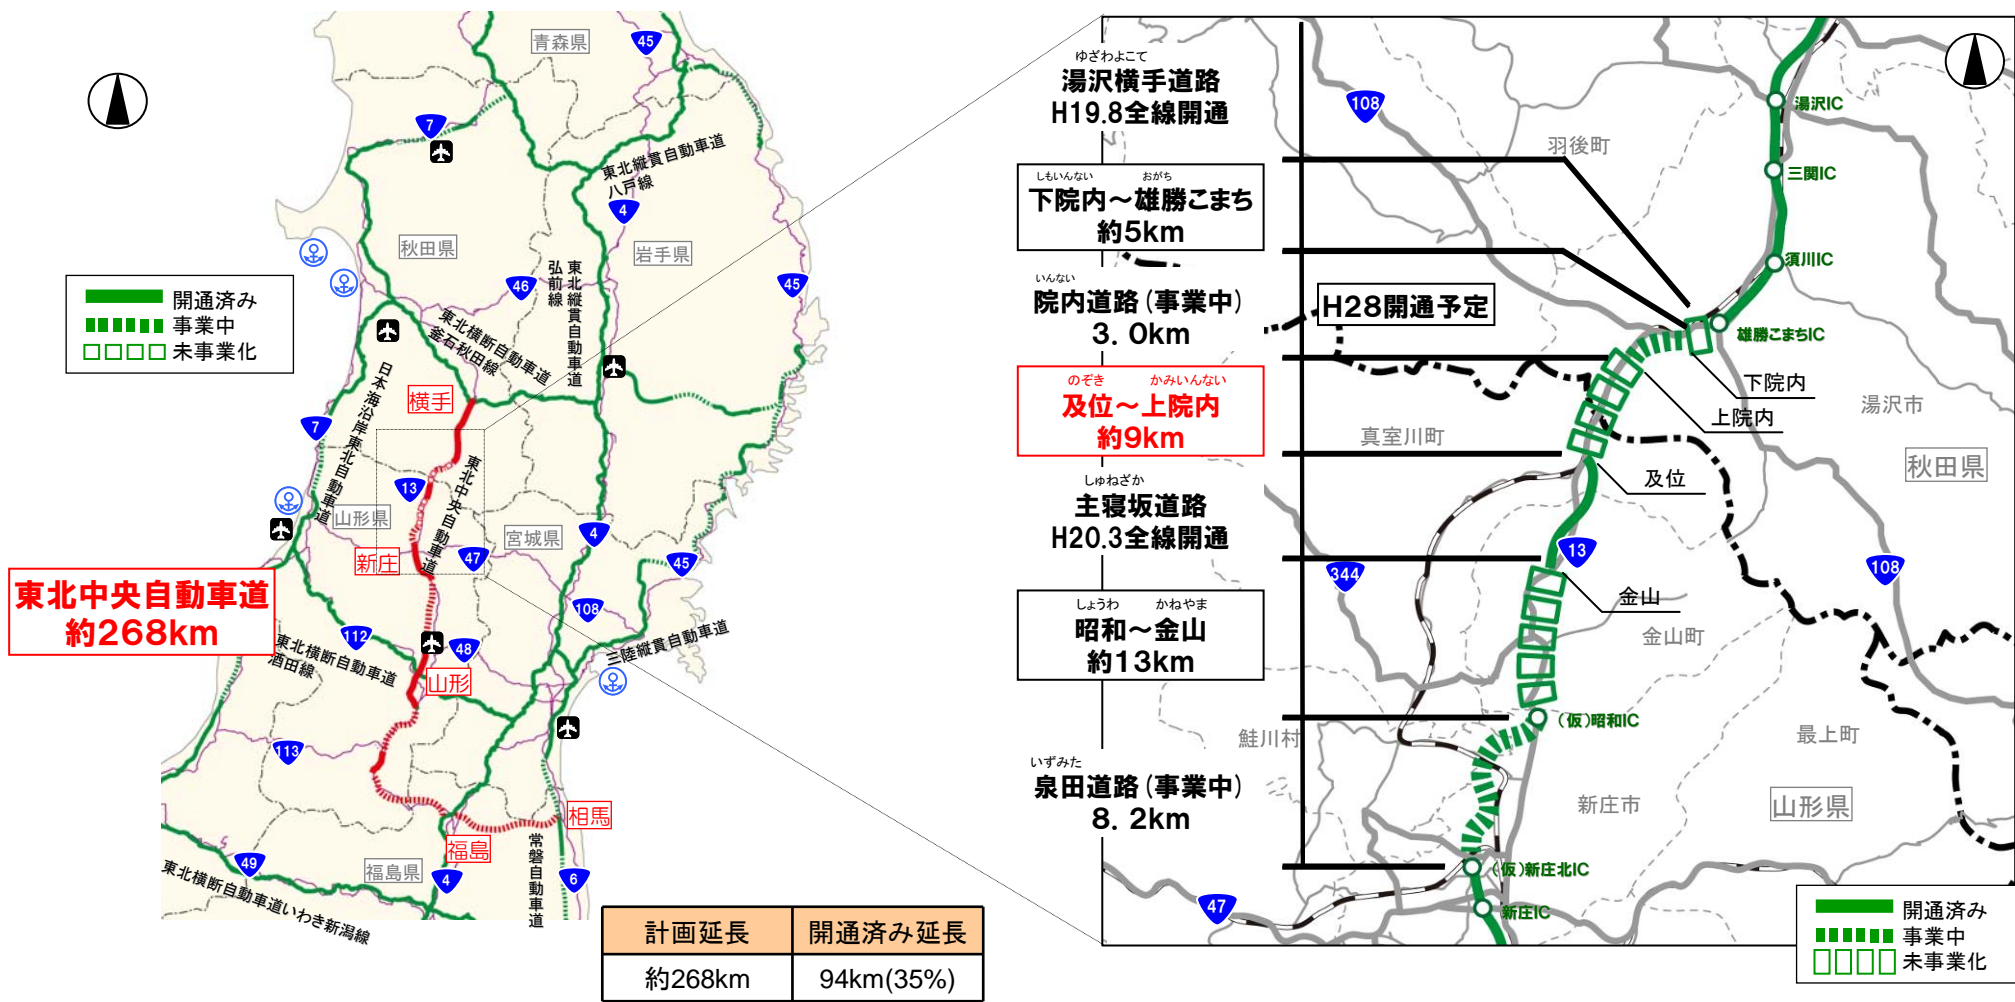 青森県
45
7
東北縦貫自動車道
八戸線
4
秋田県
岩手県
46
東北縦貫自動車道
弘前線
45
開通済み
事業中
未事業化
東北横断自動車道
釜石秋田線
日本海沿岸東北自動車道
横手
7
13
東北中央自動車道
山形県
新庄
47
宮城県
4
45
東北中央自動車道
約268km
108
112
48
東北横断自動車道
酒田線
三陸縦貫自動車道
山形
113
相馬
福島
常磐自動車道
49
福島県
4
6
東北横断自動車道いわき新潟線
計画延長
開通済み延長
約268km
94km(35%)
ゆざわよこて
湯沢横手道路
H19.8全線開通
しもいんない おがち
下院内～雄勝こまち
約5km
いんない
院内道路(事業中)
3．0km
のぞき かみいんない
及位～上院内
約9km
しゅねざか
主寝坂道路
H20.3全線開通
しょうわ かねやま
昭和～金山
約13km
いずみた
泉田道路(事業中)
8．2km
108
湯沢IC
羽後町
三関IC
須川IC
H28開通予定
雄勝こまちIC
下院内
湯沢市
上院内
真室川町
秋田県
及位
13
344
108
金山
金山町
(仮)昭和IC
鮭川村
最上町
新庄市
山形県
(仮)新庄北IC
47
新庄IC
開通済み
事業中
未事業化